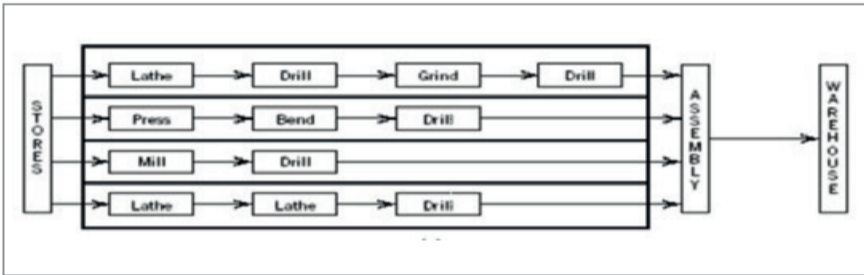 STORES
Lathe Drill Grind Drill
Press Bend Drill
Mill Drill
Lathe Lathe Drill
ASSEMBLY
WAREHOUSE